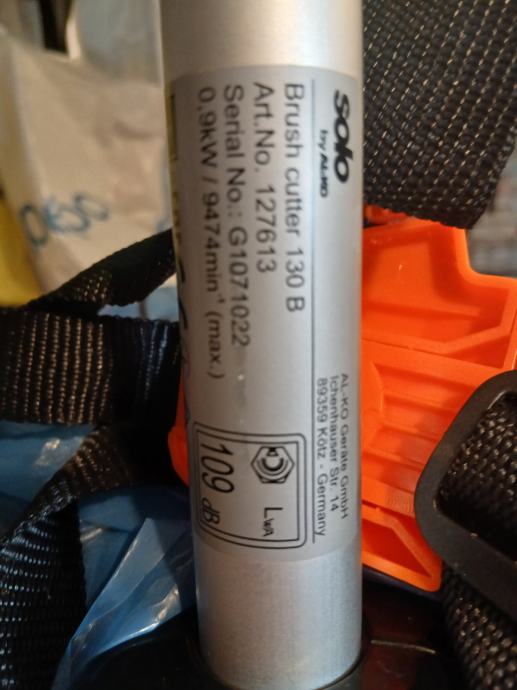 solo
by AL-KO
AL-KO Geräte GmbH
Ichenhauser Str. 14
89359 Kötz - Germany
Brush cutter 130 B
Art.No. 127613
Serial No.: G1071022
0,9kW / 9474min⁻¹ (max.)
LWA
109 dB